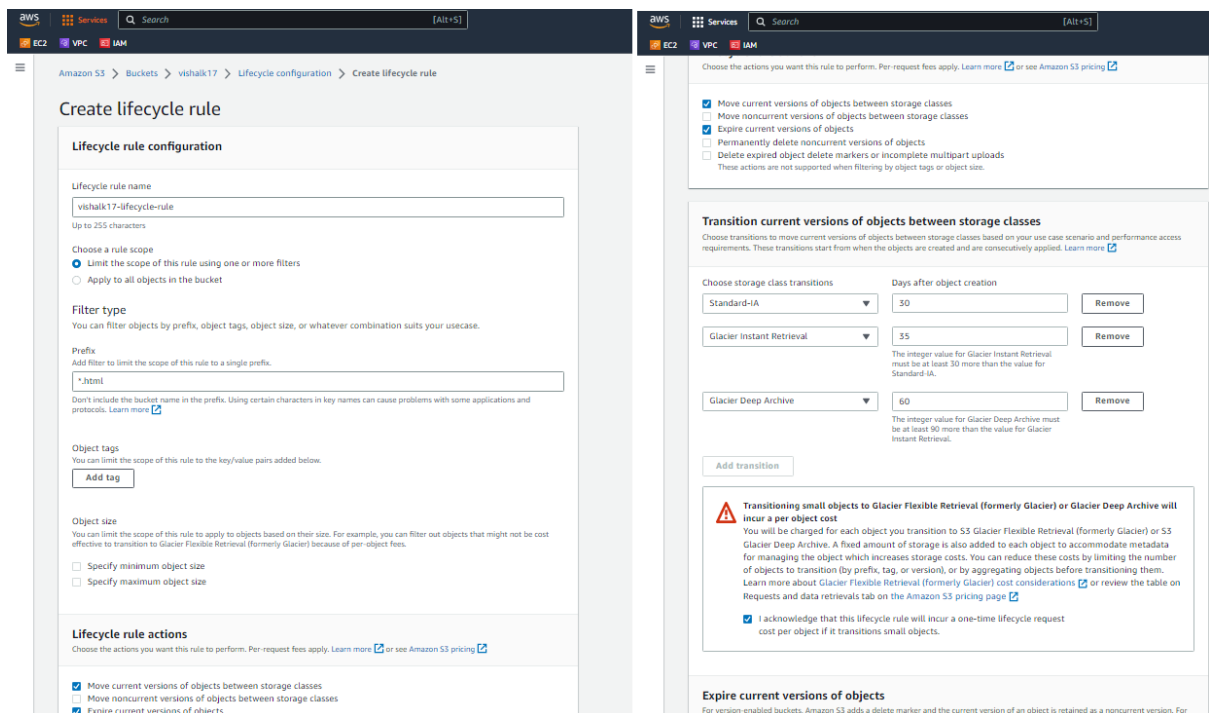 aws
Services
Search
[Alt+S]
EC2
VPC
IAM
Amazon S3 > Buckets > vishalk17 > Lifecycle configuration > Create lifecycle rule
Create lifecycle rule
Lifecycle rule configuration
Lifecycle rule name
vishalk17-lifecycle-rule
Up to 255 characters
Choose a rule scope
Limit the scope of this rule using one or more filters
Apply to all objects in the bucket
Filter type
You can filter objects by prefix, object tags, object size, or whatever combination suits your usecase.
Prefix
Add filter to limit the scope of this rule to a single prefix.
*.html
Don't include the bucket name in the prefix. Using certain characters in key names can cause problems with some applications and
protocols. Learn more
Object tags
You can limit the scope of this rule to the key/value pairs added below.
Add tag
Object size
You can limit the scope of this rule to apply to objects based on their size. For example, you can filter out objects that might not be cost
effective to transition to Glacier Flexible Retrieval (formerly Glacier) because of per-object fees.
Specify minimum object size
Specify maximum object size
Lifecycle rule actions
Choose the actions you want this rule to perform. Per-request fees apply. Learn more or see Amazon S3 pricing
Move current versions of objects between storage classes
Move noncurrent versions of objects between storage classes
Expire current versions of objects
aws
Services
Search
[Alt+S]
EC2
VPC
IAM
Choose the actions you want this rule to perform. Per-request fees apply. Learn more or see Amazon S3 pricing
Move current versions of objects between storage classes
Move noncurrent versions of objects between storage classes
Expire current versions of objects
Permanently delete noncurrent versions of objects
Delete expired object delete markers or incomplete multipart uploads
These actions are not supported when filtering by object tags or object size.
Transition current versions of objects between storage classes
Choose transitions to move current versions of objects between storage classes based on your use case scenario and performance access
requirements. These transitions start from when the objects are created and are consecutively applied. Learn more
Choose storage class transitions
Days after object creation
Standard-IA
30
Remove
Glacier Instant Retrieval
35
Remove
The integer value for Glacier Instant Retrieval
must be at least 30 more than the value for
Standard-IA.
Glacier Deep Archive
60
Remove
The integer value for Glacier Deep Archive must
be at least 90 more than the value for Glacier
Instant Retrieval.
Add transition
Transitioning small objects to Glacier Flexible Retrieval (formerly Glacier) or Glacier Deep Archive will
incur a per object cost
You will be charged for each object you transition to S3 Glacier Flexible Retrieval (formerly Glacier) or S3
Glacier Deep Archive. A fixed amount of storage is also added to each object to accommodate metadata
for managing the object which increases storage costs. You can reduce these costs by limiting the number
of objects to transition (by prefix, tag, or version), or by aggregating objects before transitioning them.
Learn more about Glacier Flexible Retrieval (formerly Glacier) cost considerations or review the table on
Requests and data retrievals tab on the Amazon S3 pricing page
I acknowledge that this lifecycle rule will incur a one-time lifecycle request
cost per object if it transitions small objects.
Expire current versions of objects
For version-enabled buckets, Amazon S3 adds a delete marker and the current version of an object is retained as a noncurrent version. For